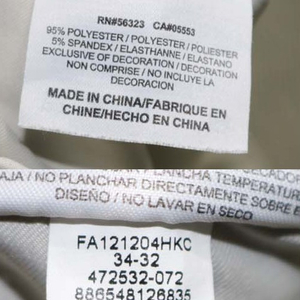 RN#56323 CA#05553
95% POLYESTER / POLYESTER / POLIESTER
5% SPANDEX / ELASTHANNE / ELASTANO
EXCLUSIVE OF DECORATION / DECORATION
NON COMPRISE / NO INCLUYE LA
DECORACION
MADE IN CHINA/FABRIQUE EN
CHINE/HECHO EN CHINA
PLANCHA TEMPERATUR
AJA / NO PLANCHAR DIRECTAMENTE SOBRE
DISEÑO / NO LAVAR EN SECO
FA121204HKC
34-32
472532-072
886548126835